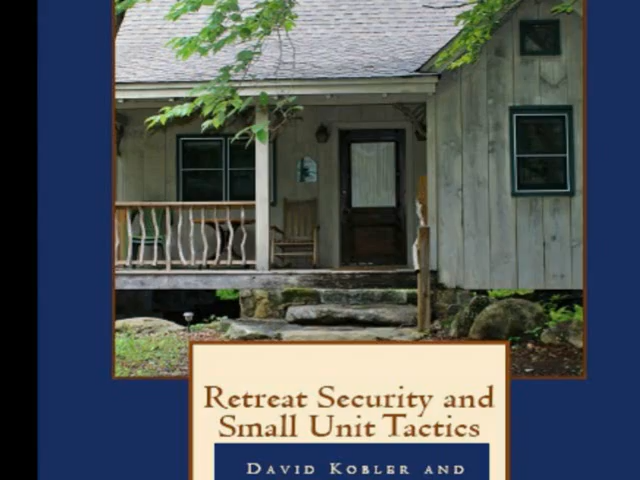 Retreat Security and
Small Unit Tactics
David Kobler and